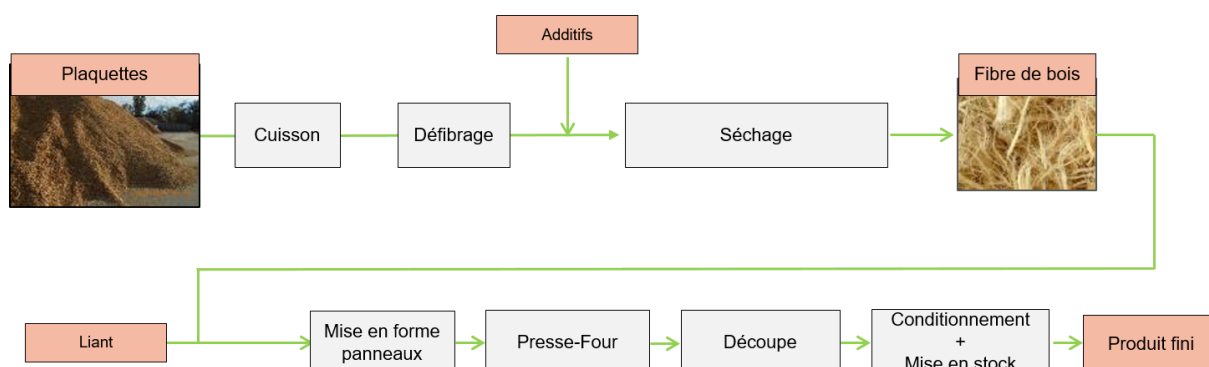 Additifs
Plaquettes
Fibre de bois
Cuisson
Défibrage
Séchage
Liant
Mise en forme
panneaux
Presse-Four
Découpe
Conditionnement
+
Mise en stock
Produit fini